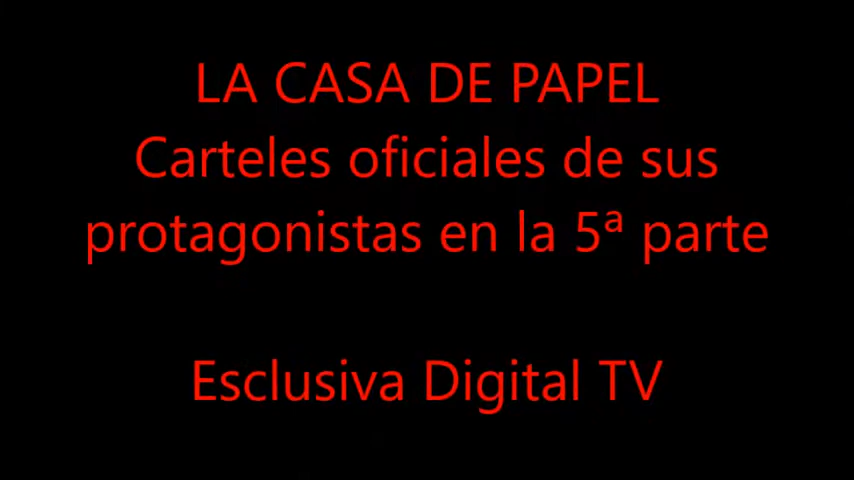 LA CASA DE PAPEL
Carteles oficiales de sus
protagonistas en la 5ª parte
Esclusiva Digital TV